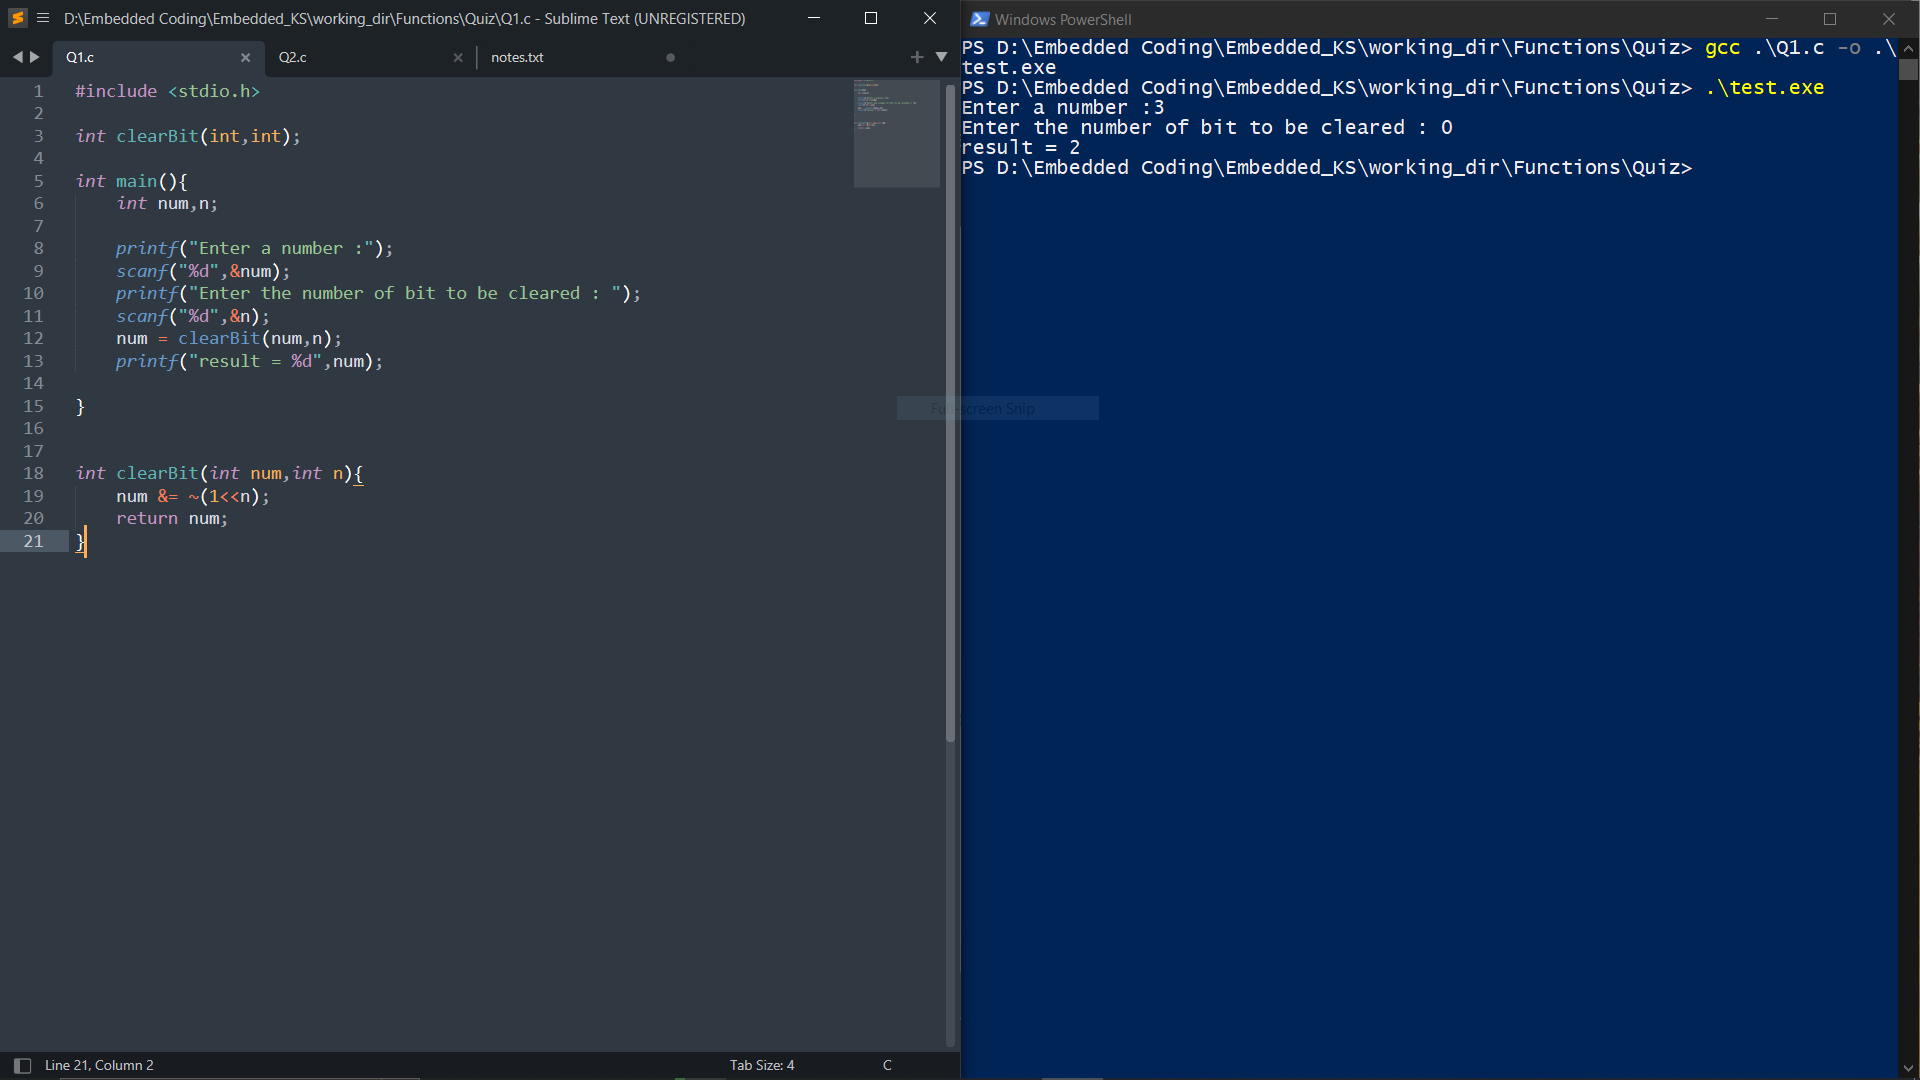 D:\Embedded Coding\Embedded_KS\working_dir\Functions\Quiz\Q1.c - Sublime Text (UNREGISTERED)
Q1.c
Q2.c
notes.txt
1 #include <stdio.h>
2
3 int clearBit(int,int);
4
5 int main(){
6     int num,n;
7
8     printf("Enter a number :");
9     scanf("%d",&num);
10     printf("Enter the number of bit to be cleared : ");
11     scanf("%d",&n);
12     num = clearBit(num,n);
13     printf("result = %d",num);
14
15 }
16
17
18 int clearBit(int num,int n){
19     num &= ~(1<<n);
20     return num;
21 }
Line 21, Column 2
Tab Size: 4
C
Windows PowerShell
PS D:\Embedded Coding\Embedded_KS\working_dir\Functions\Quiz> gcc .\Q1.c -o .\
test.exe
PS D:\Embedded Coding\Embedded_KS\working_dir\Functions\Quiz> .\test.exe
Enter a number :3
Enter the number of bit to be cleared : 0
result = 2
PS D:\Embedded Coding\Embedded_KS\working_dir\Functions\Quiz>
Full-screen Snip